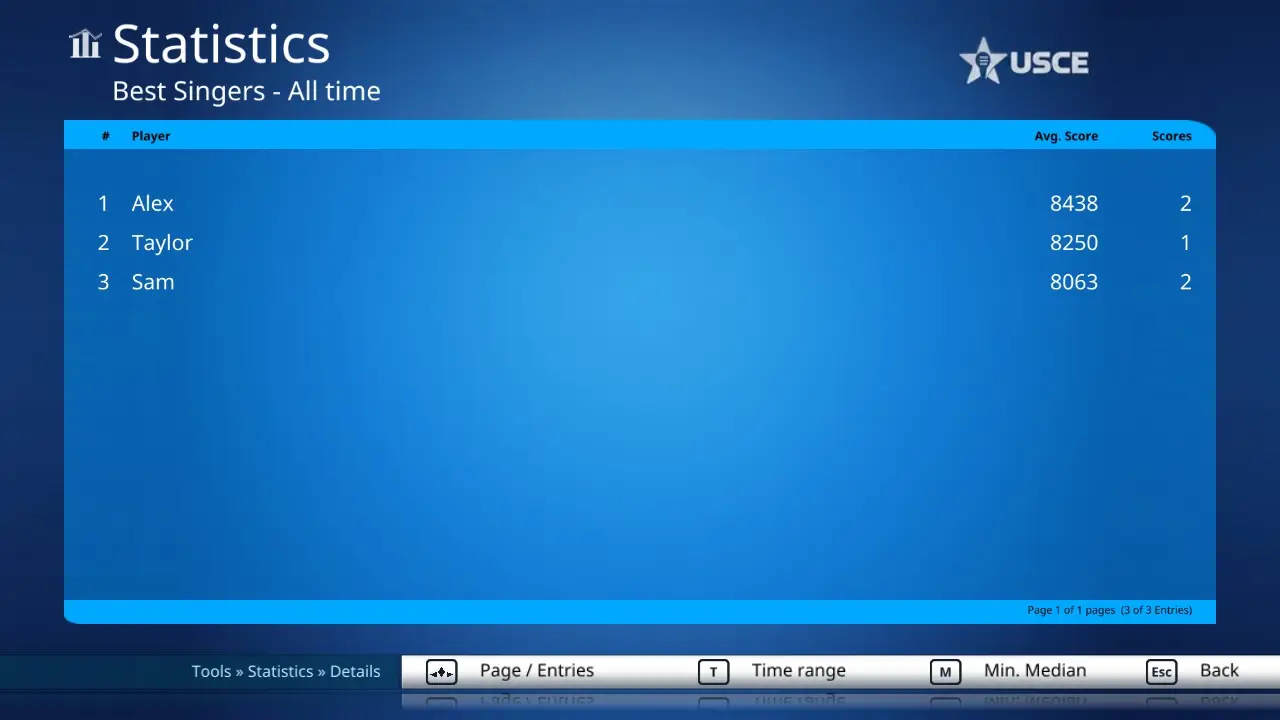 Statistics
Best Singers - All time
USCE
# Player Avg. Score Scores
1 Alex 8438 2
2 Taylor 8250 1
3 Sam 8063 2
Page 1 of 1 pages (3 of 3 Entries)
Tools » Statistics » Details Page / Entries T Time range M Min. Median Esc Back